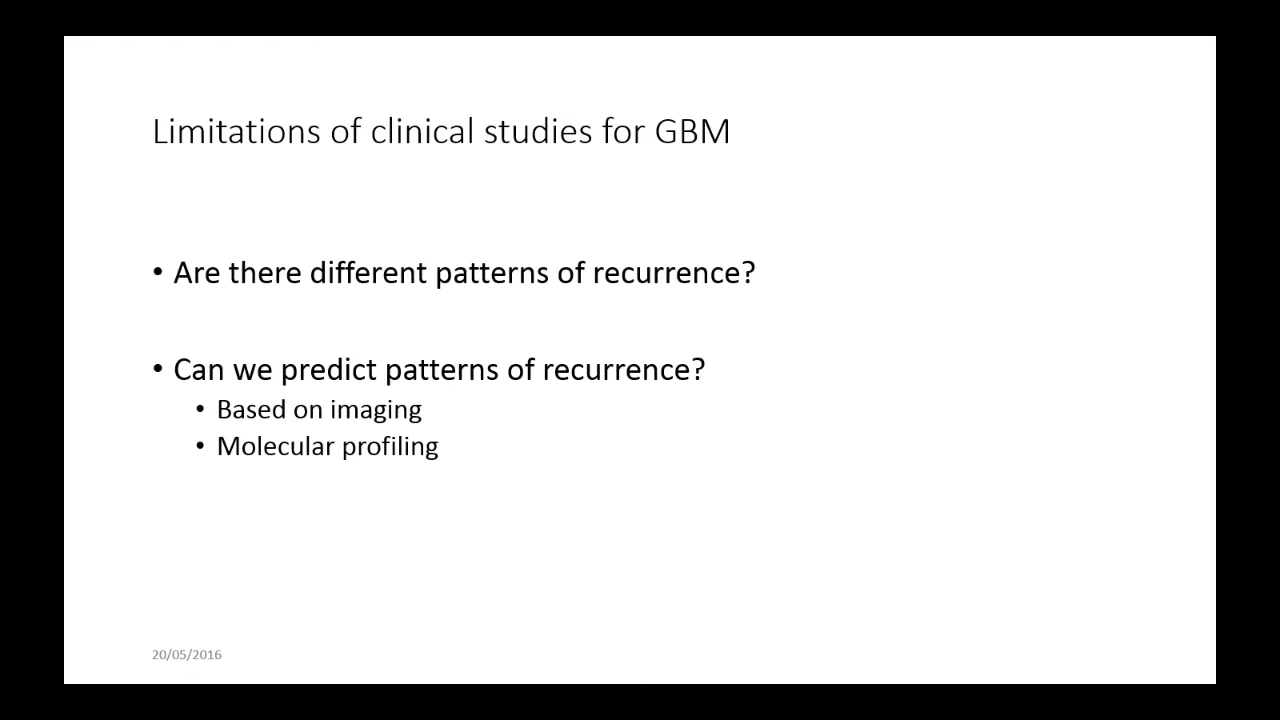 Limitations of clinical studies for GBM
• Are there different patterns of recurrence?
• Can we predict patterns of recurrence?
• Based on imaging
• Molecular profiling
20/05/2016